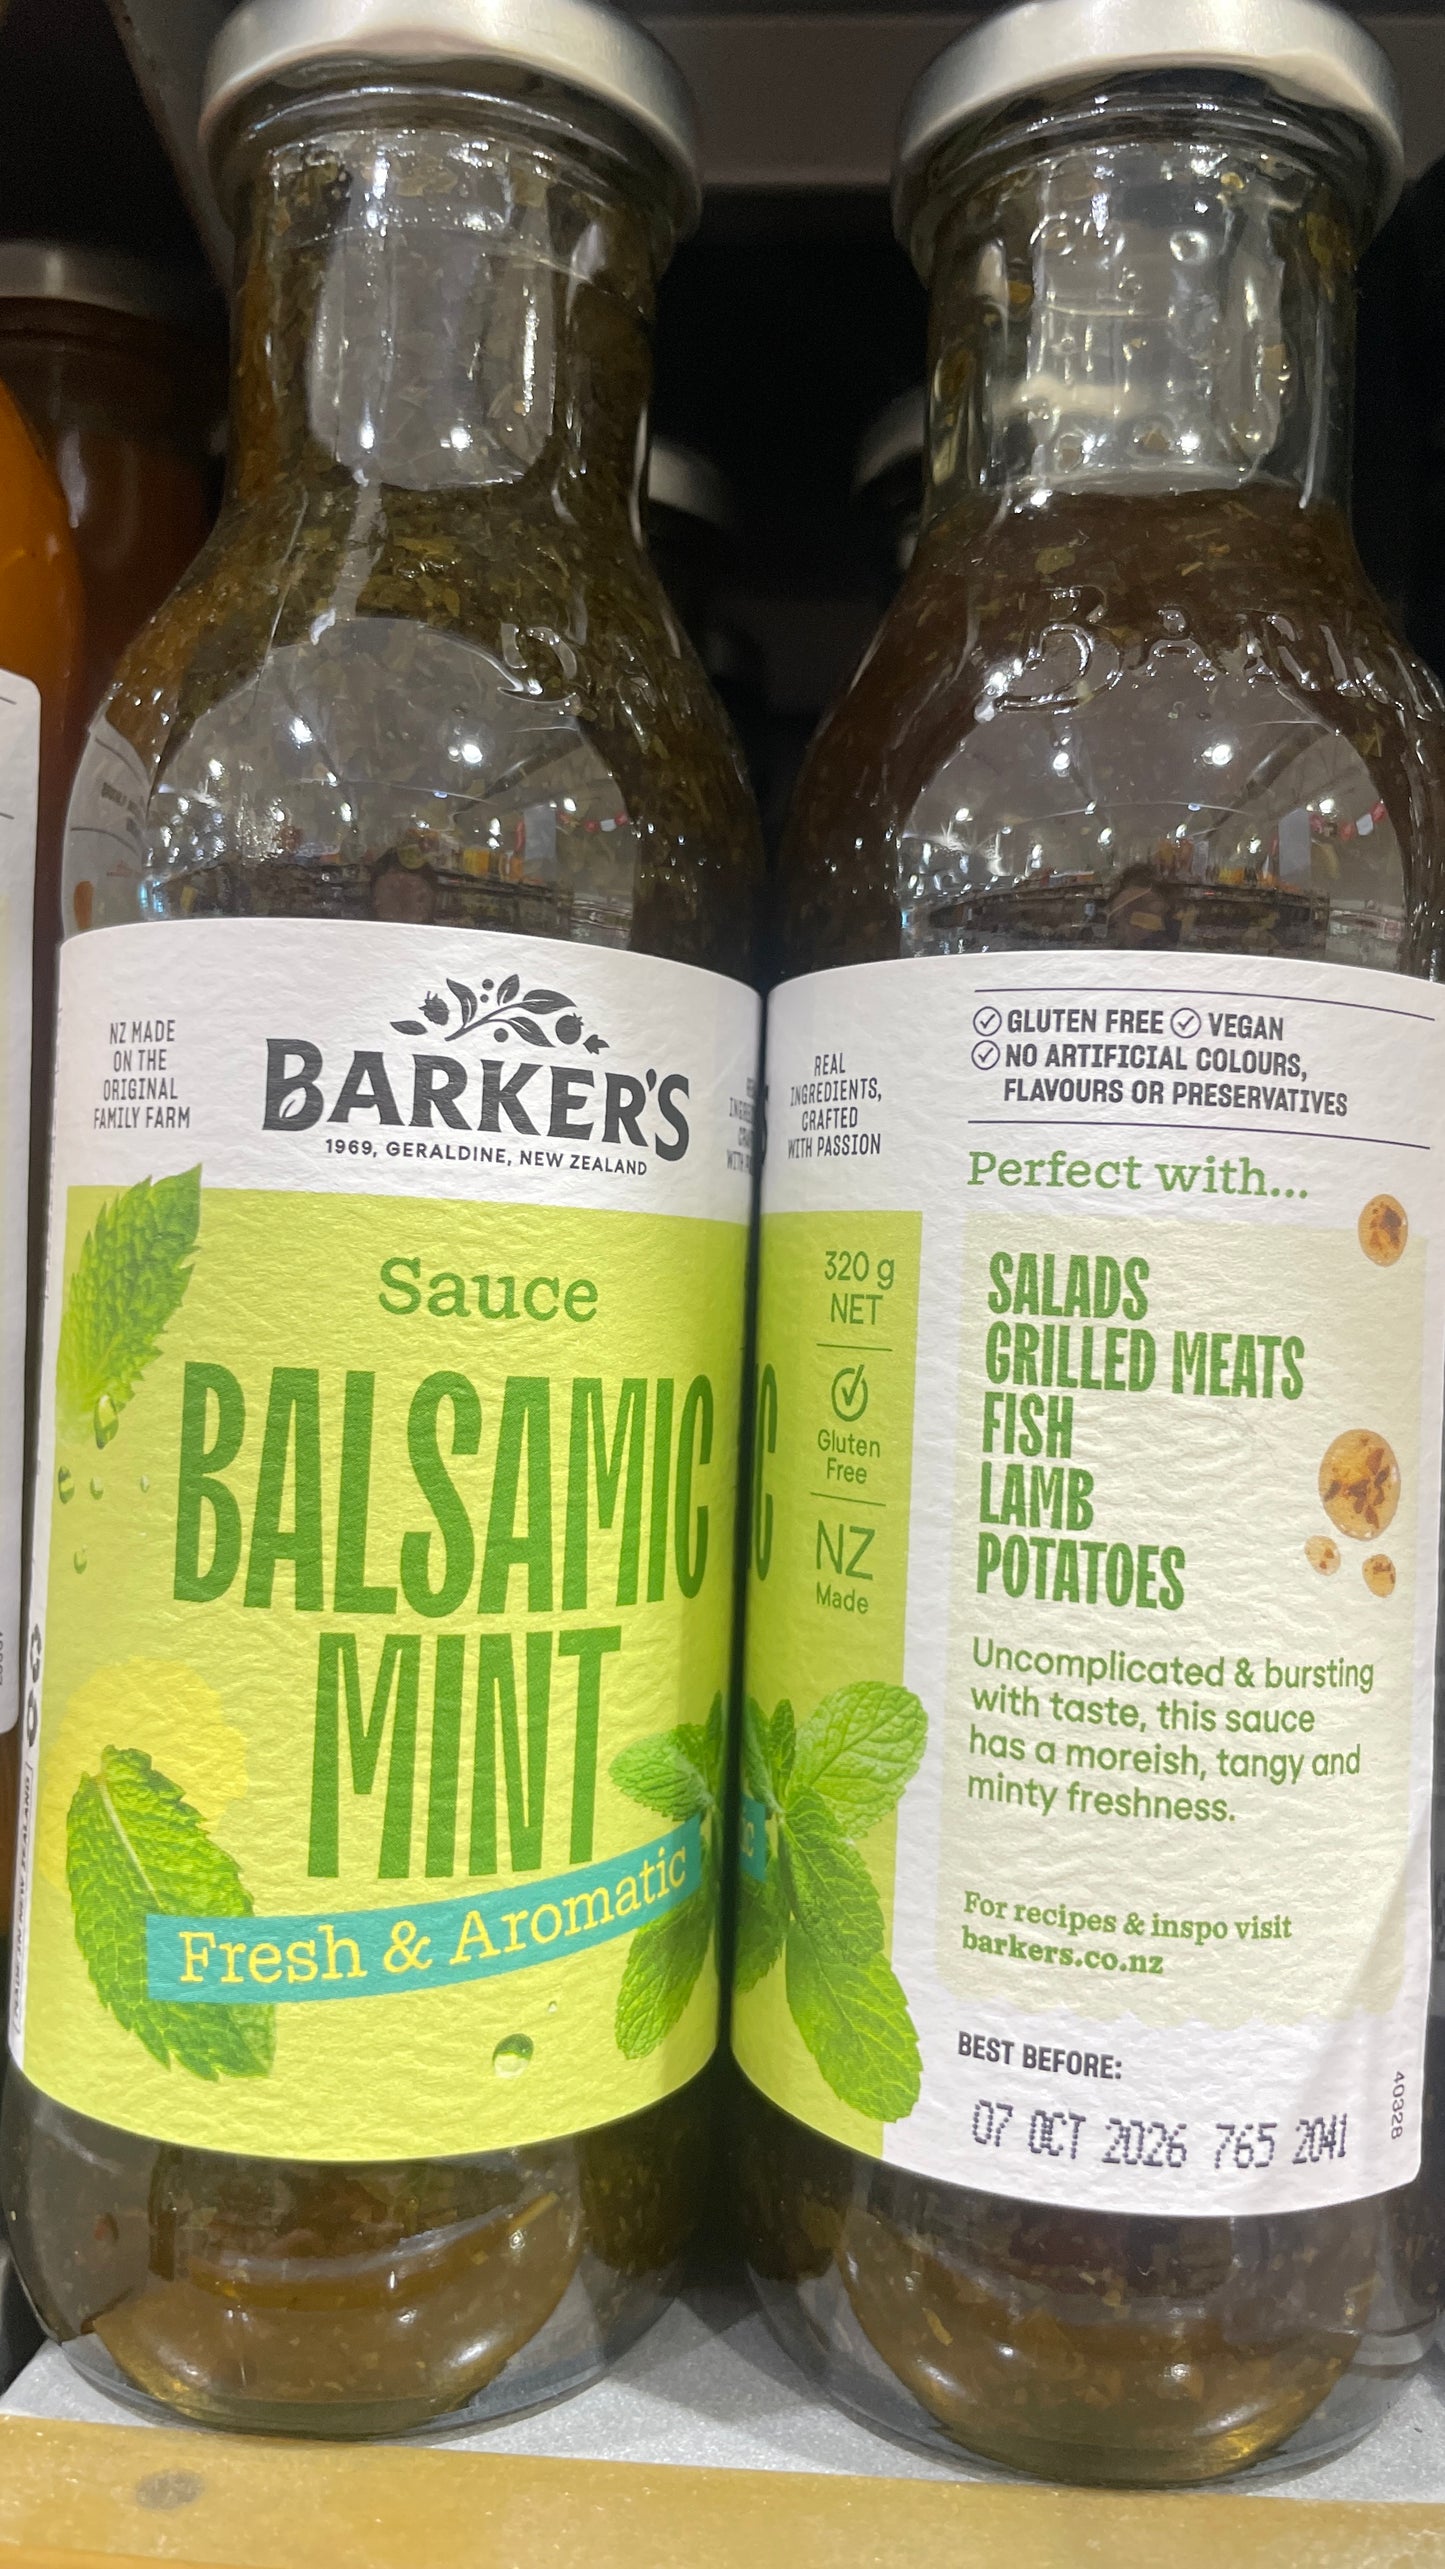 NZ MADE
ON THE
ORIGINAL
FAMILY FARM
BARKER'S
1969, GERALDINE, NEW ZEALAND
Sauce
BALSAMIC
MINT
Fresh & Aromatic
REAL
INGREDIENTS,
CRAFTED
WITH PASSION
320 g
NET
Gluten
Free
NZ
Made
GLUTEN FREE VEGAN
NO ARTIFICIAL COLOURS,
FLAVOURS OR PRESERVATIVES
Perfect with...
SALADS
GRILLED MEATS
FISH
LAMB
POTATOES
Uncomplicated & bursting
with taste, this sauce
has a moreish, tangy and
minty freshness.
For recipes & inspo visit
barkers.co.nz
BEST BEFORE:
07 OCT 2026 765 2041
40328